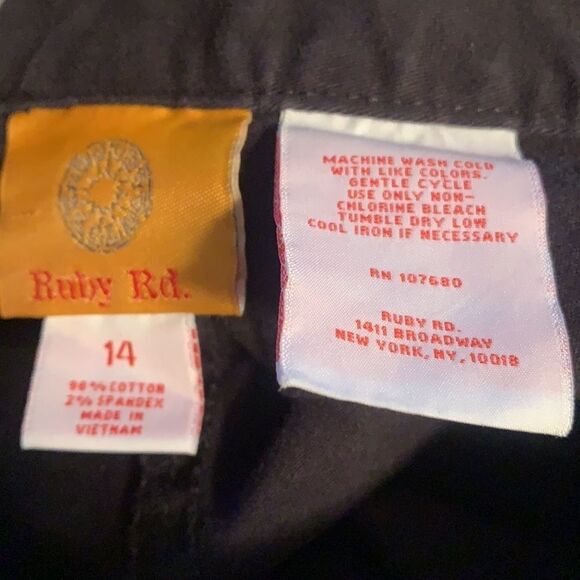 Ruby Rd.
14
98% COTTON
2% SPANDEX
MADE IN
VIETNAM
MACHINE WASH COLD
WITH LIKE COLORS.
GENTLE CYCLE
USE ONLY NON-
CHLORINE BLEACH
TUMBLE DRY LOW
COOL IRON IF NECESSARY
RN 107680
RUBY RD.
1411 BROADWAY
NEW YORK, NY, 10018